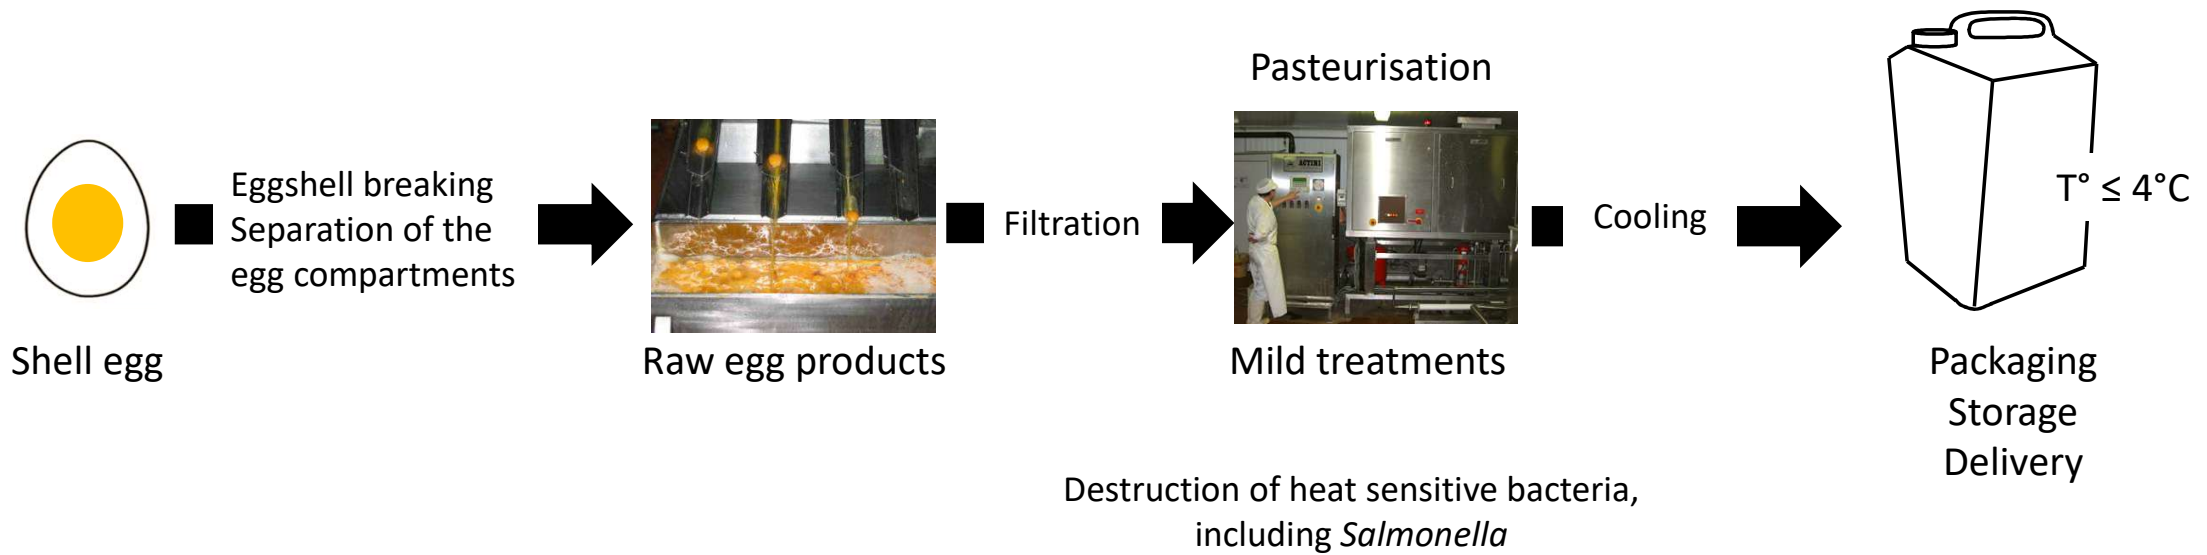 Pasteurisation
Eggshell breaking
Separation of the
egg compartments
Filtration
ACTINI
Cooling
T° ≤ 4°C
Shell egg
Raw egg products
Mild treatments
Packaging
Storage
Delivery
Destruction of heat sensitive bacteria,
including Salmonella